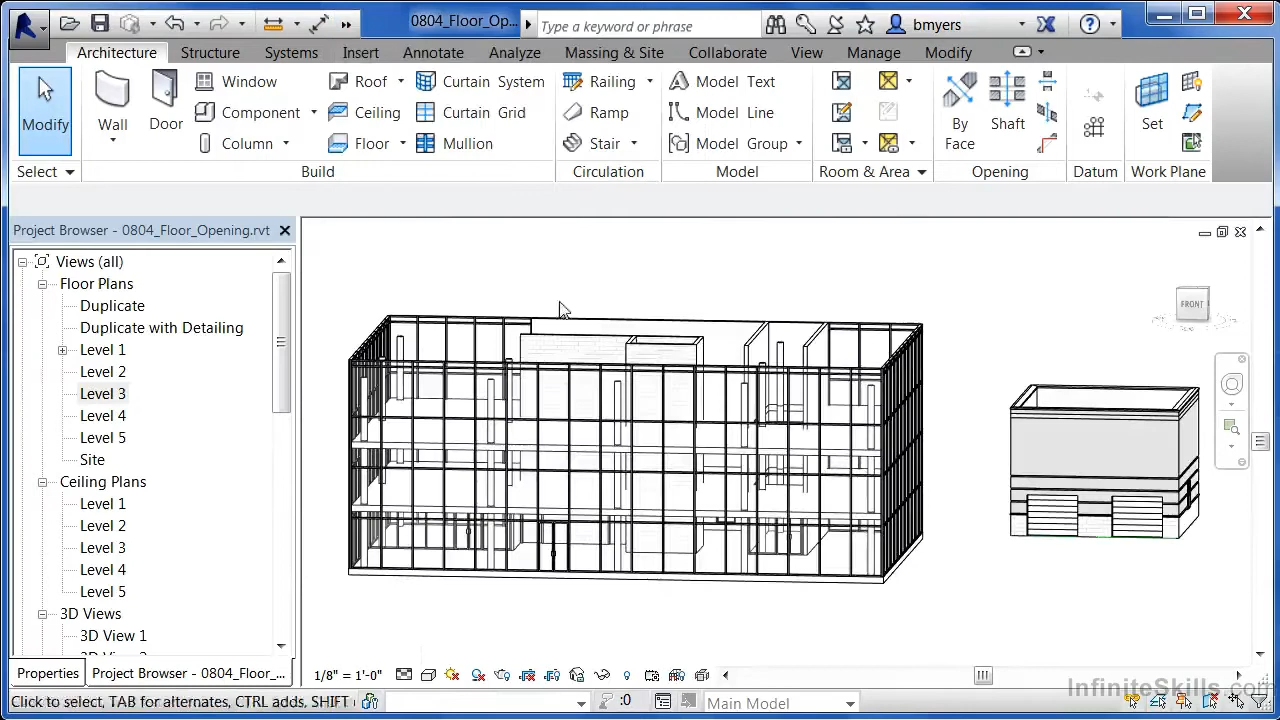 0804_Floor_Op...
Type a keyword or phrase
bmyers
Architecture Structure Systems Insert Annotate Analyze Massing & Site Collaborate View Manage Modify
Modify
Wall
Door
Window
Component
Column
Roof
Ceiling
Floor
Curtain System
Curtain Grid
Mullion
Railing
Ramp
Stair
Model Text
Model Line
Model Group
By
Face
Shaft
Set
Select Build Circulation Model Room & Area Opening Datum Work Plane
Project Browser - 0804_Floor_Opening.rvt
Views (all)
Floor Plans
Duplicate
Duplicate with Detailing
Level 1
Level 2
Level 3
Level 4
Level 5
Site
Ceiling Plans
Level 1
Level 2
Level 3
Level 4
Level 5
3D Views
3D View 1
FRONT
Properties Project Browser - 0804_Floor_...
1/8" = 1'-0"
Click to select, TAB for alternates, CTRL adds, SHIFT
:0
Main Model
InfiniteSkills.com